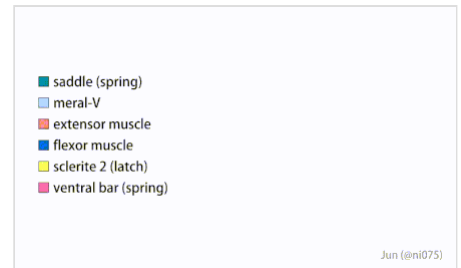 saddle (spring)
meral-V
extensor muscle
flexor muscle
sclerite 2 (latch)
ventral bar (spring)
Jun (@ni075)